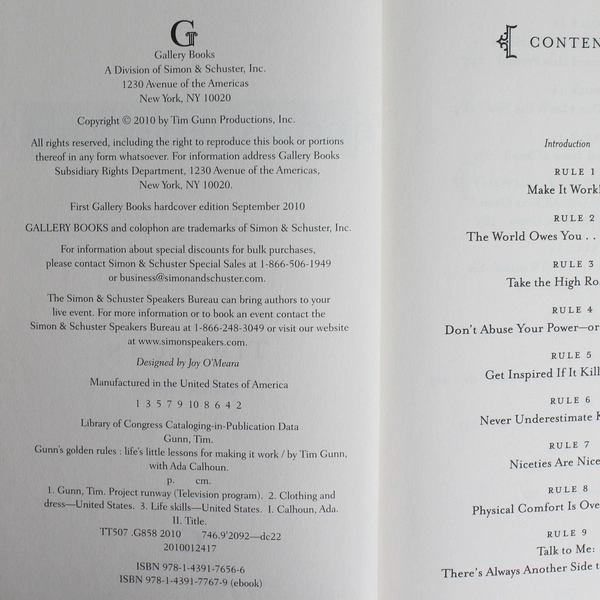 G
Gallery Books
A Division of Simon & Schuster, Inc.
1230 Avenue of the Americas
New York, NY 10020
Copyright © 2010 by Tim Gunn Productions, Inc.
All rights reserved, including the right to reproduce this book or portions
thereof in any form whatsoever. For information address Gallery Books
Subsidiary Rights Department, 1230 Avenue of the Americas,
New York, NY 10020.
First Gallery Books hardcover edition September 2010
GALLERY BOOKS and colophon are trademarks of Simon & Schuster, Inc.
For information about special discounts for bulk purchases,
please contact Simon & Schuster Special Sales at 1-866-506-1949
or business@simonandschuster.com.
The Simon & Schuster Speakers Bureau can bring authors to your
live event. For more information or to book an event contact the
Simon & Schuster Speakers Bureau at 1-866-248-3049 or visit our website
at www.simonspeakers.com.
Designed by Joy O'Meara
Manufactured in the United States of America
1 3 5 7 9 10 8 6 4 2
Library of Congress Cataloging-in-Publication Data
Gunn, Tim.
Gunn's golden rules : life's little lessons for making it work / by Tim Gunn,
with Ada Calhoun.
p. cm.
1. Gunn, Tim. Project runway (Television program). 2. Clothing and
dress—United States. 3. Life skills—United States. I. Calhoun, Ada.
II. Title.
TT507 .G858 2010 746.9'2092—dc22
2010012417
ISBN 978-1-4391-7656-6
ISBN 978-1-4391-7767-9 (ebook)
CONTEN
Introduction
RULE 1
Make It Work!
RULE 2
The World Owes You . . .
RULE 3
Take the High Ro
RULE 4
Don't Abuse Your Power—or
RULE 5
Get Inspired If It Kill
RULE 6
Never Underestimate
RULE 7
Niceties Are Nice
RULE 8
Physical Comfort Is Ove
RULE 9
Talk to Me:
There's Always Another Side t